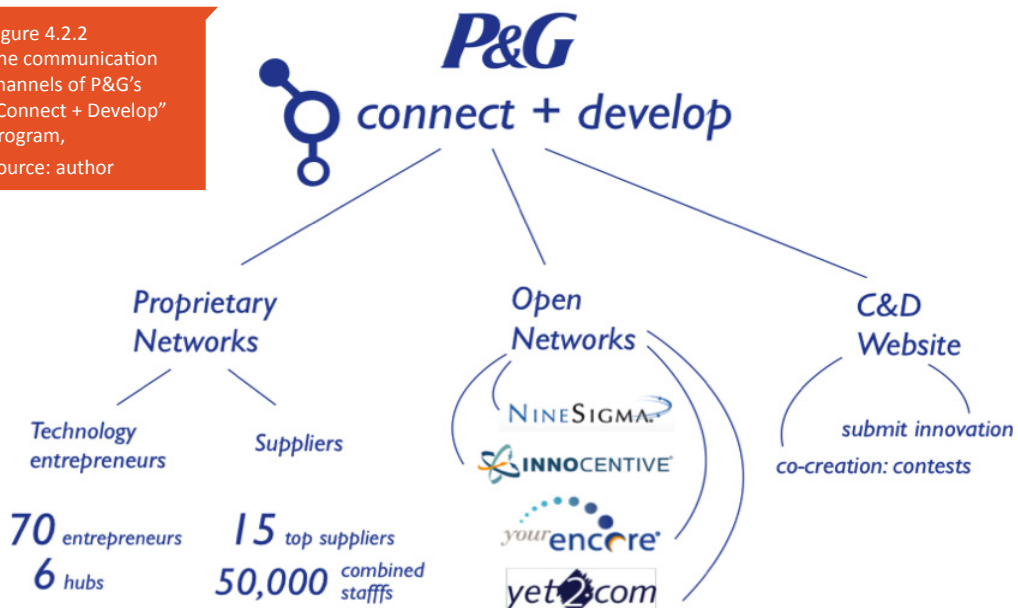 gure 4.2.2
he communication
hannels of P&G's
Connect + Develop"
rogram,
ource: author
P&G
connect + develop
Proprietary
Networks
Open
Networks
C&D
Website
Technology
entrepreneurs
Suppliers
NINESIGMA
INNOCENTIVE
yourencore
yet2com
submit innovation
co-creation: contests
70 entrepreneurs
6 hubs
15 top suppliers
50,000 combined
stafffs